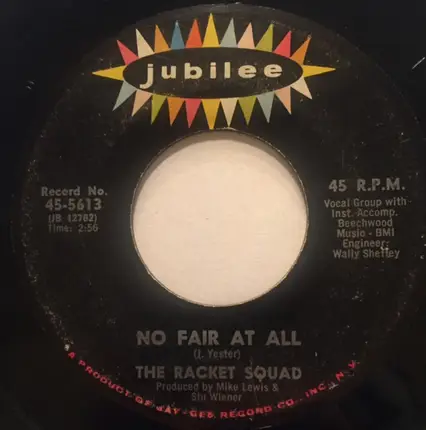 jubilee
Record No.
45-5613
(JB 12782)
Time: 2:56
45 R.P.M.
Vocal Group with
Inst. Accomp.
Beechwood
Music - BMI
Engineer:
Wally Shetley
NO FAIR AT ALL
(J. Yester)
THE RACKET SQUAD
Produced by Mike Lewis &
Stu Wiener
A PRODUCT OF JAY-GEE RECORD CO., INC., N.Y.